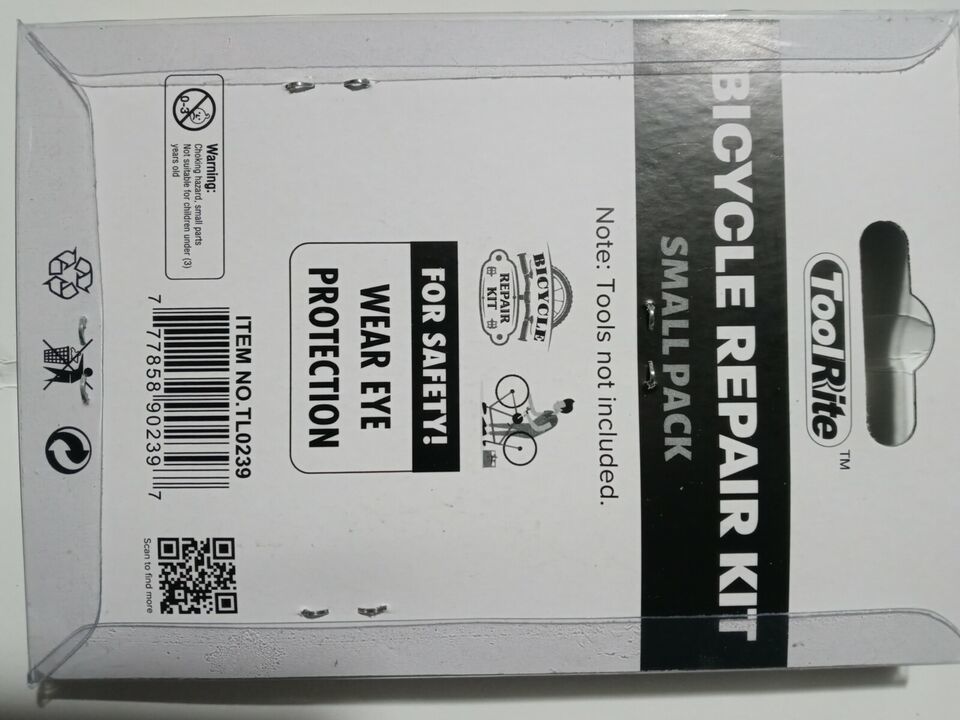 ToolRite™
BICYCLE REPAIR KIT
SMALL PACK
Note: Tools not included.
BICYCLE
REPAIR
KIT
FOR SAFETY!
WEAR EYE
PROTECTION
0-3
Warning:
Choking hazard, small parts
Not suitable for children under (3)
years old
ITEM NO.TL0239
7 77858 90239 7
Scan to find more